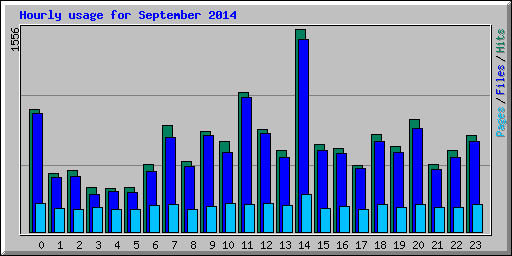 Hourly usage for September 2014
1556
Pages/Files/Hits
0 1 2 3 4 5 6 7 8 9 10 11 12 13 14 15 16 17 18 19 20 21 22 23